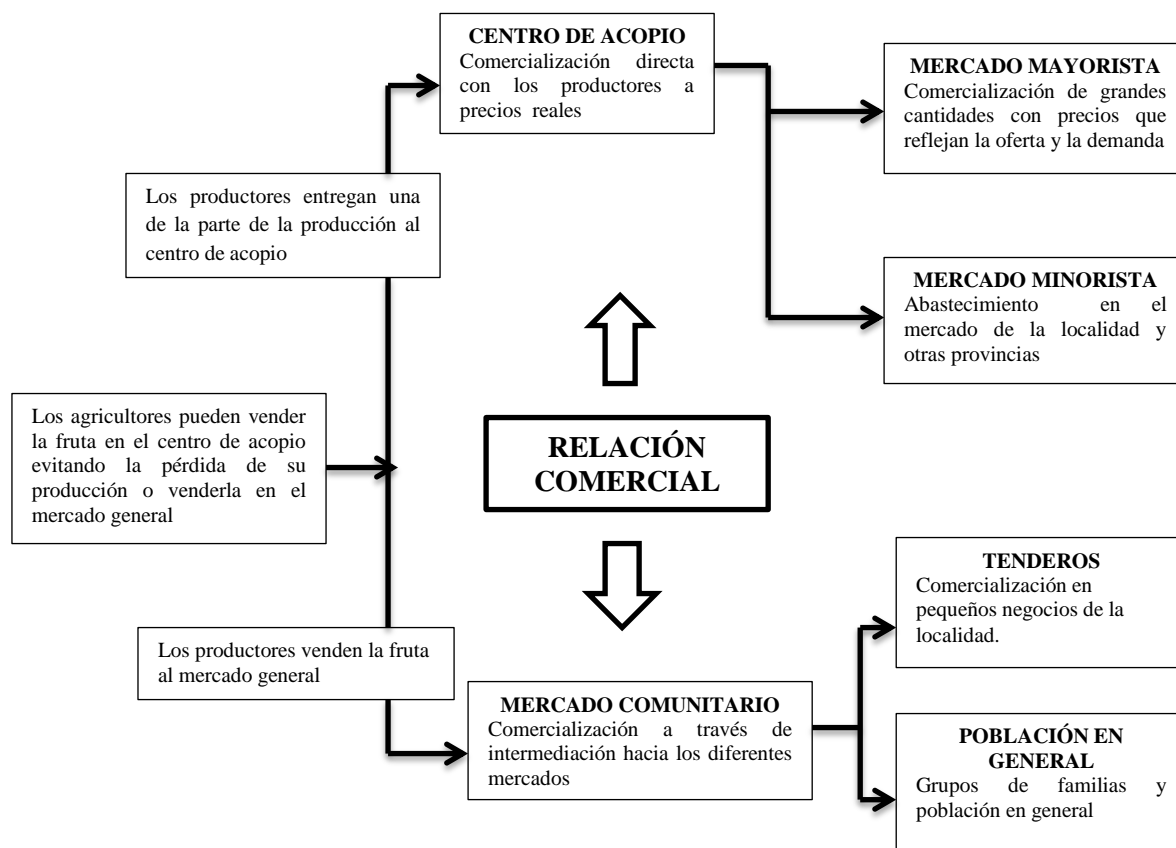 CENTRO DE ACOPIO
Comercialización directa
con los productores a
precios reales
MERCADO MAYORISTA
Comercialización de grandes
cantidades con precios que
reflejan la oferta y la demanda
Los productores entregan una
de la parte de la producción al
centro de acopio
MERCADO MINORISTA
Abastecimiento en el
mercado de la localidad y
otras provincias
Los agricultores pueden vender
la fruta en el centro de acopio
evitando la pérdida de su
producción o venderla en el
mercado general
RELACIÓN
COMERCIAL
TENDEROS
Comercialización en
pequeños negocios de la
localidad.
Los productores venden la fruta
al mercado general
MERCADO COMUNITARIO
Comercialización a través de
intermediación hacia los diferentes
mercados
POBLACIÓN EN
GENERAL
Grupos de familias y
población en general